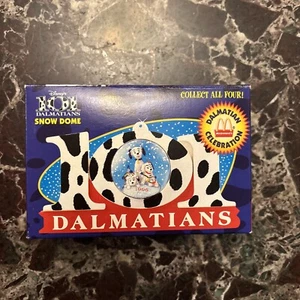 Disney's
101
DALMATIANS
SNOW DOME
COLLECT ALL FOUR!
DALMATIAN
CELEBRATION
101
DALMATIANS